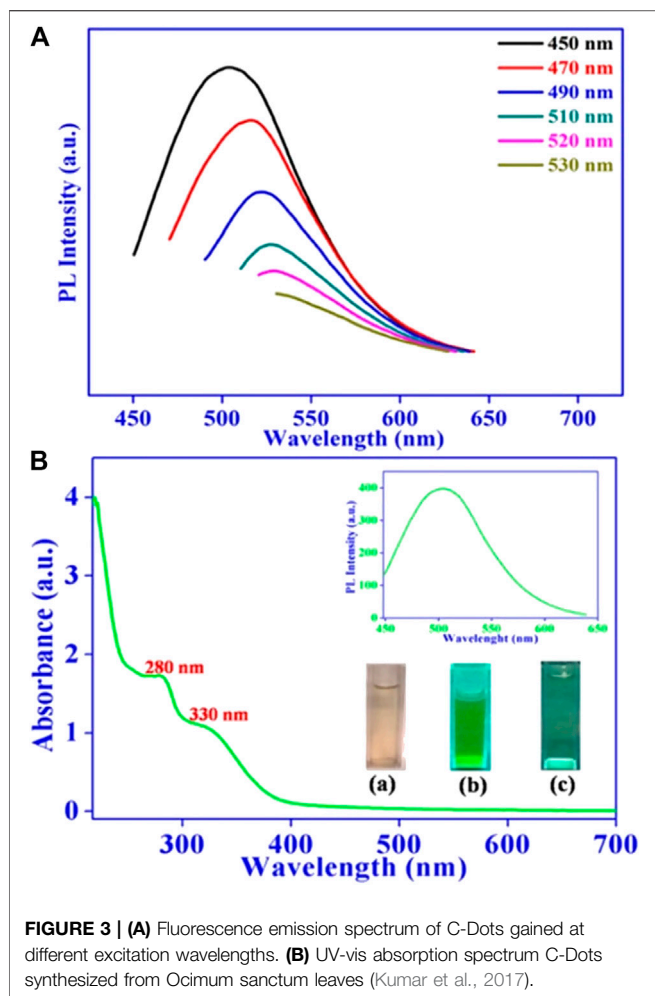 A
450 nm
470 nm
490 nm
510 nm
520 nm
530 nm
PL Intensity (a.u.)
450 500 550 600 650 700
Wavelength (nm)
B
4
3
2
1
0
Absorbance (a.u.)
280 nm
330 nm
400
300
200
100
0
PL Intensity (a.u.)
450 500 550 600 650
Wavelenght (nm)
(a) (b) (c)
300 400 500 600 700
Wavelength (nm)
FIGURE 3 | (A) Fluorescence emission spectrum of C-Dots gained at
different excitation wavelengths. (B) UV-vis absorption spectrum C-Dots
synthesized from Ocimum sanctum leaves (Kumar et al., 2017).